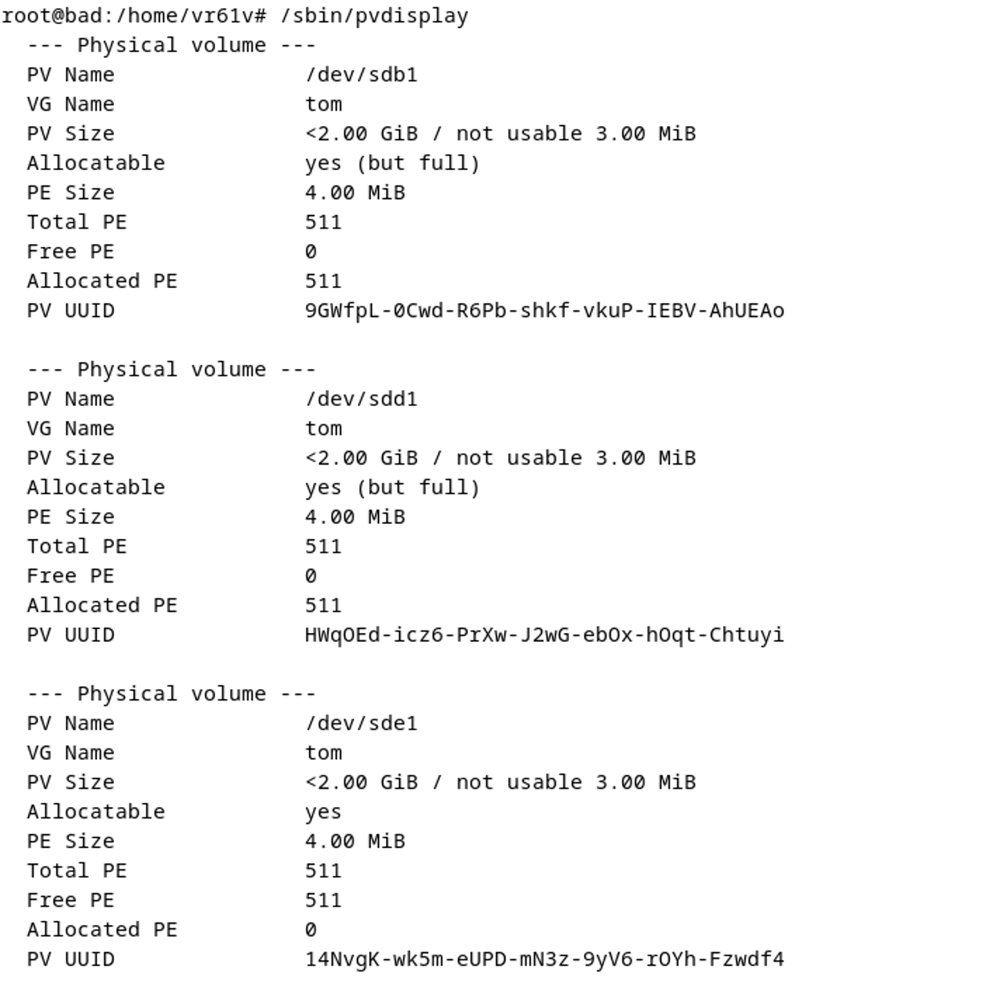 root@bad:/home/vr61v# /sbin/pvdisplay
  --- Physical volume ---
  PV Name               /dev/sdb1
  VG Name               tom
  PV Size               <2.00 GiB / not usable 3.00 MiB
  Allocatable           yes (but full)
  PE Size               4.00 MiB
  Total PE              511
  Free PE               0
  Allocated PE          511
  PV UUID               9GWfpL-0Cwd-R6Pb-shkf-vkuP-IEBV-AhUEAo

  --- Physical volume ---
  PV Name               /dev/sdd1
  VG Name               tom
  PV Size               <2.00 GiB / not usable 3.00 MiB
  Allocatable           yes (but full)
  PE Size               4.00 MiB
  Total PE              511
  Free PE               0
  Allocated PE          511
  PV UUID               HWqOEd-icz6-PrXw-J2wG-ebOx-hOqt-Chtuyi

  --- Physical volume ---
  PV Name               /dev/sde1
  VG Name               tom
  PV Size               <2.00 GiB / not usable 3.00 MiB
  Allocatable           yes
  PE Size               4.00 MiB
  Total PE              511
  Free PE               511
  Allocated PE          0
  PV UUID               14NvgK-wk5m-eUPD-mN3z-9yV6-rOYh-Fzwdf4